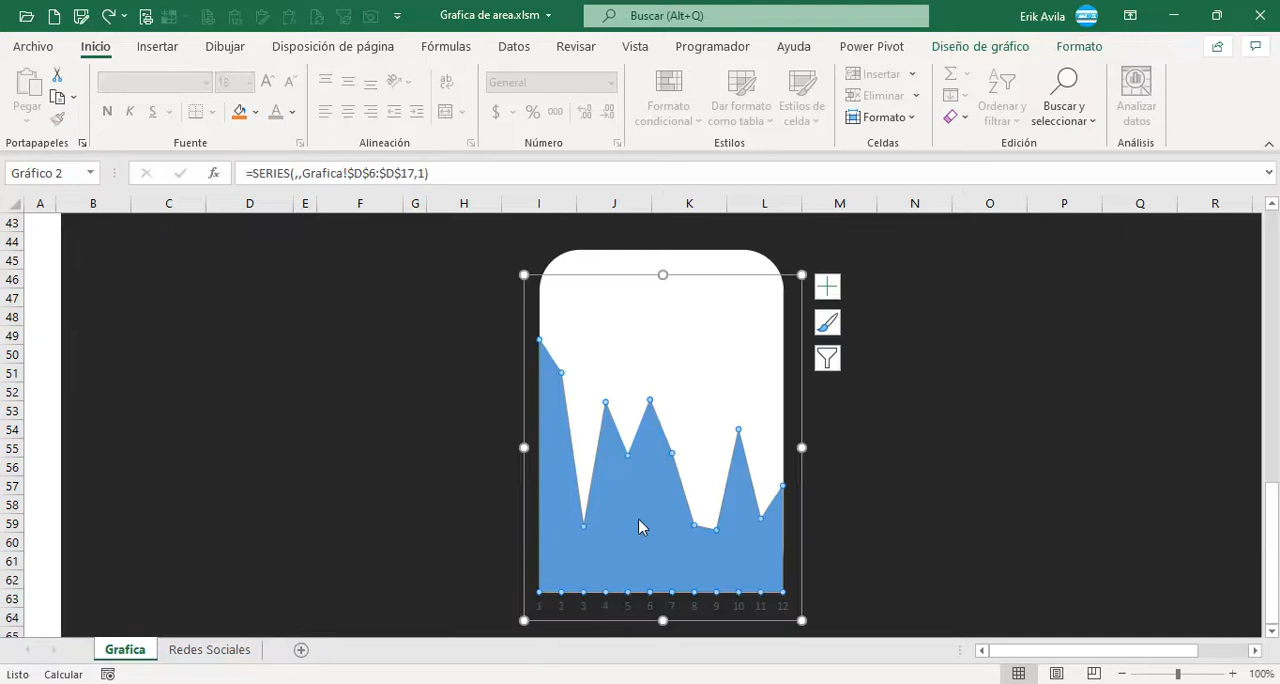 Grafica de area.xlsm
Buscar (Alt+Q)
Erik Avila
Archivo Inicio Insertar Dibujar Disposición de página Fórmulas Datos Revisar Vista Programador Ayuda Power Pivot Diseño de gráfico Formato
Pegar
18
N K S
General
$ % 000
Formato condicional
Dar formato como tabla
Estilos de celda
Insertar
Eliminar
Formato
Ordenar y filtrar
Buscar y seleccionar
Analizar datos
Portapapeles Fuente Alineación Número Estilos Celdas Edición Análisis
Gráfico 2 fx =SERIES(,,Grafica!$D$6:$D$17,1)
A B C D E F G H I J K L M N O P Q R
43
44
45
46
47
48
49
50
51
52
53
54
55
56
57
58
59
60
61
62
63
64
65
1 2 3 4 5 6 7 8 9 10 11 12
Grafica Redes Sociales
Listo Calcular 100%